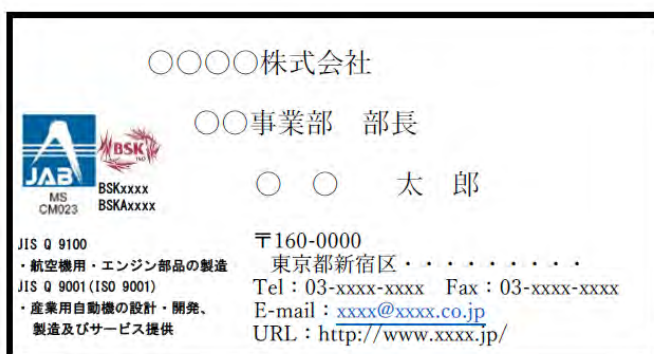 ○○○○株式会社
○○事業部 部長
○ ○ 太 郎
JAB
MS
CM023
BSK
BSKxxxx
BSKAxxxx
JIS Q 9100
・航空機用・エンジン部品の製造
JIS Q 9001(ISO 9001)
・産業用自動機の設計・開発、
製造及びサービス提供
〒160-0000
東京都新宿区・・・・・・・・・
Tel：03-xxxx-xxxx Fax：03-xxxx-xxxx
E-mail：xxxx@xxxx.co.jp
URL：http://www.xxxx.jp/